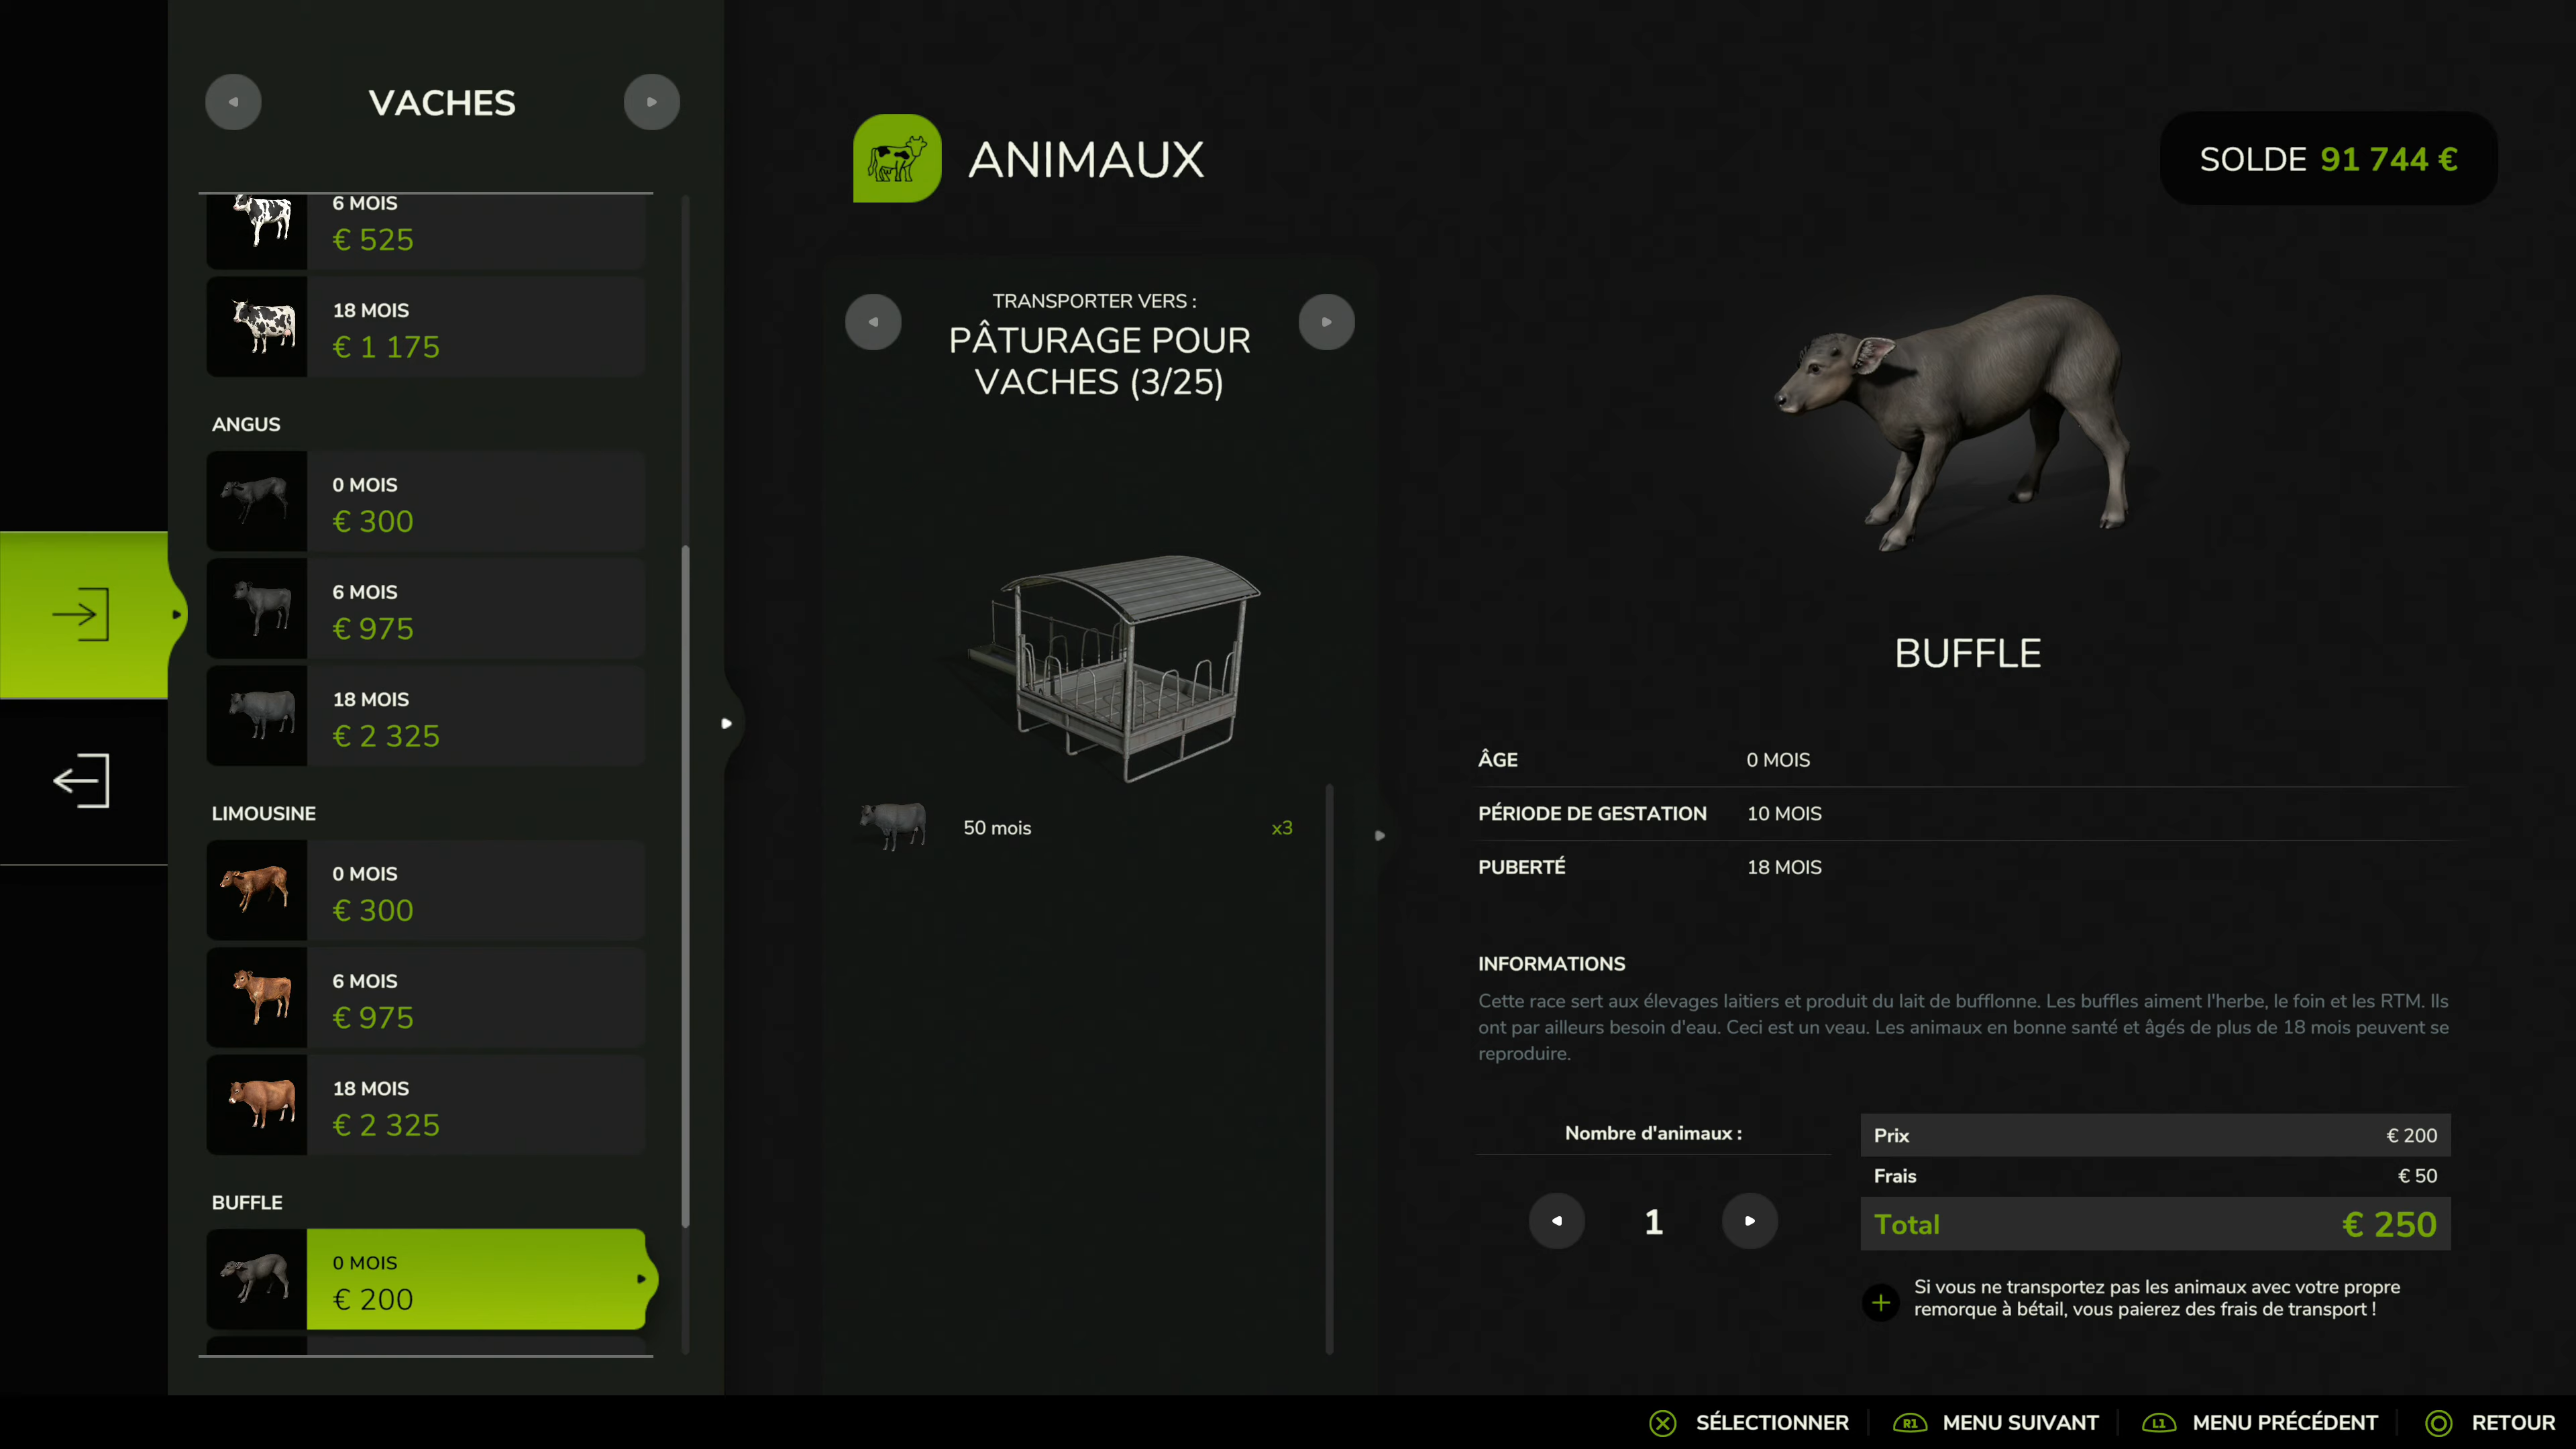 VACHES
6 MOIS
€ 525
18 MOIS
€ 1 175
ANGUS
0 MOIS
€ 300
6 MOIS
€ 975
18 MOIS
€ 2 325
LIMOUSINE
0 MOIS
€ 300
6 MOIS
€ 975
18 MOIS
€ 2 325
BUFFLE
0 MOIS
€ 200
ANIMAUX
TRANSPORTER VERS :
PÂTURAGE POUR
VACHES (3/25)
50 mois x3
SOLDE 91 744 €
BUFFLE
ÂGE 0 MOIS
PÉRIODE DE GESTATION 10 MOIS
PUBERTÉ 18 MOIS
INFORMATIONS
Cette race sert aux élevages laitiers et produit du lait de bufflonne. Les buffles aiment l'herbe, le foin et les RTM. Ils
ont par ailleurs besoin d'eau. Ceci est un veau. Les animaux en bonne santé et âgés de plus de 18 mois peuvent se
reproduire.
Nombre d'animaux :
1
Prix € 200
Frais € 50
Total € 250
Si vous ne transportez pas les animaux avec votre propre
remorque à bétail, vous paierez des frais de transport !
SÉLECTIONNER R1 MENU SUIVANT L1 MENU PRÉCÉDENT RETOUR